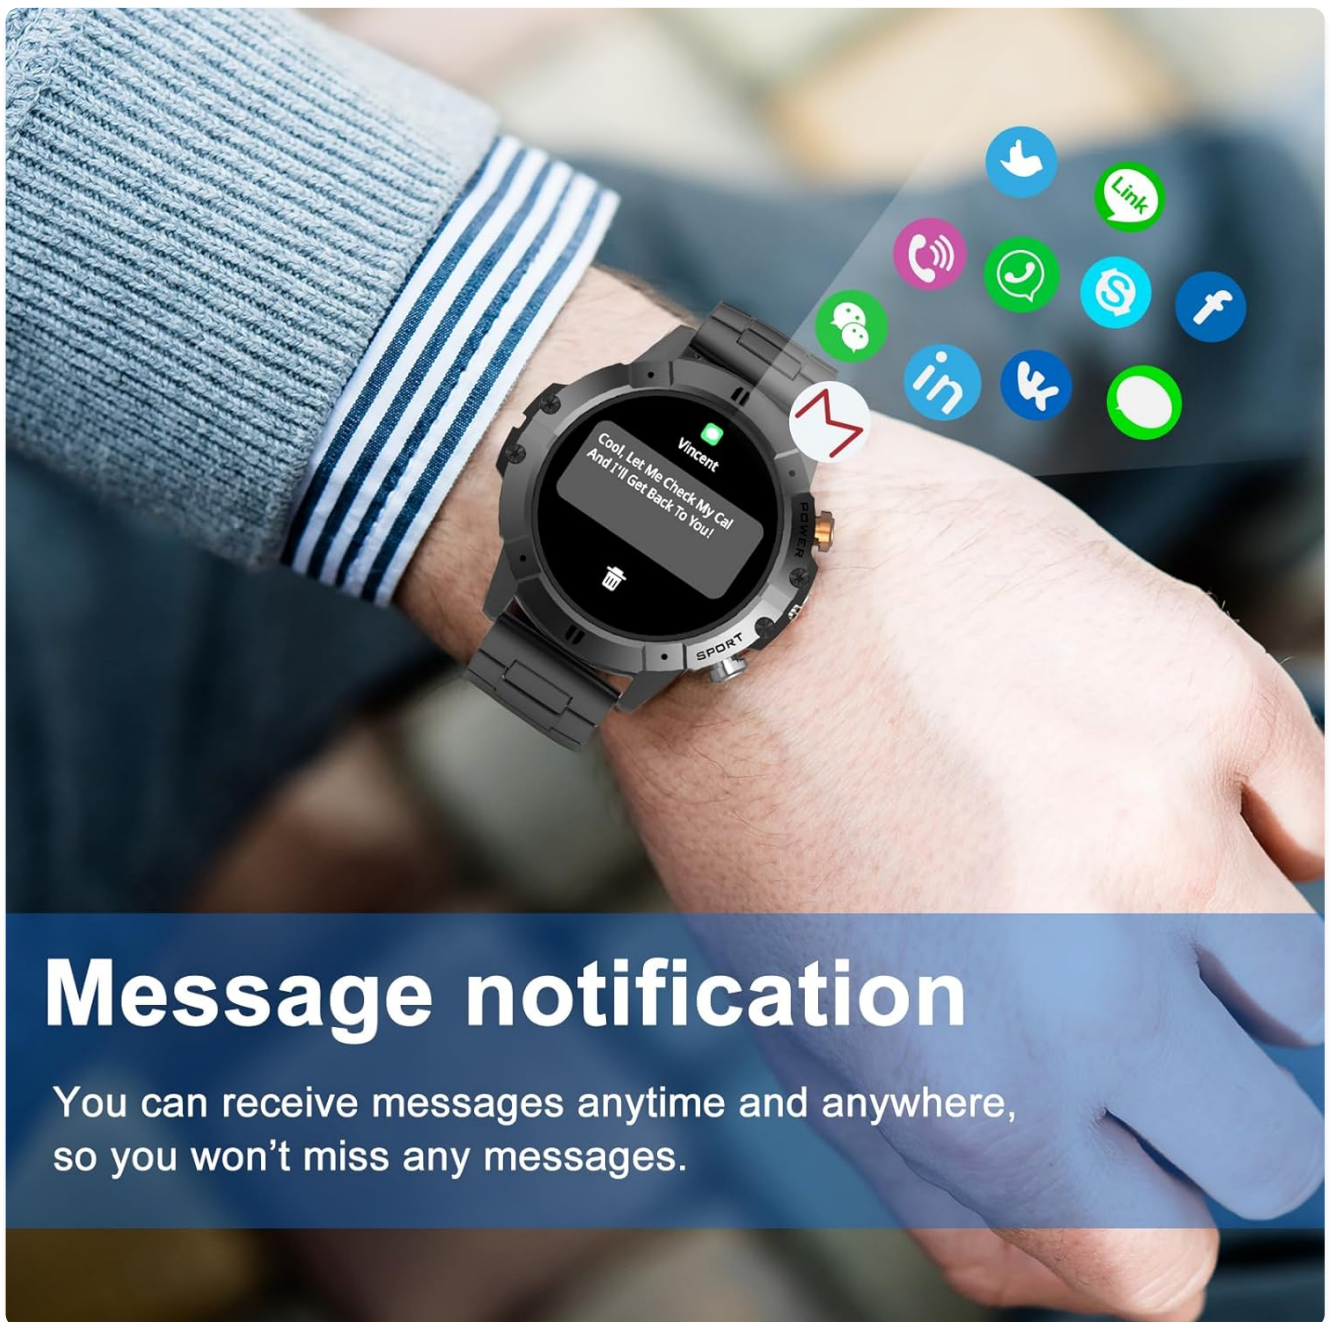 Link
S
f
in
Vincent
Cool, Let Me Check My Cal
And I'll Get Back To You!
POWER
SPORT
Message notification
You can receive messages anytime and anywhere,
so you won’t miss any messages.